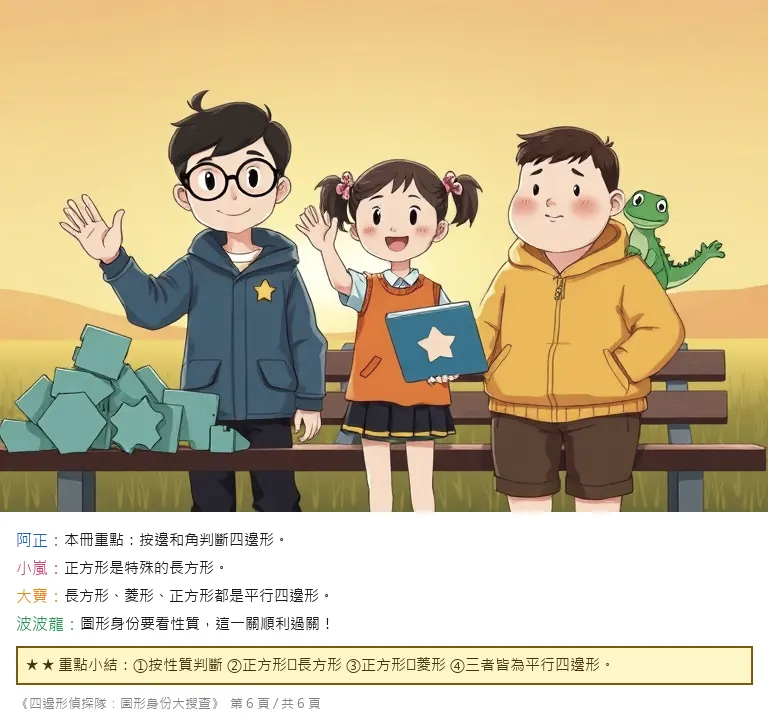 阿正：本冊重點：按邊和角判斷四邊形。
小嵐：正方形是特殊的長方形。
大寶：長方形、菱形、正方形都是平行四邊形。
波波龍：圖形身份要看性質，這一關順利過關！
★★重點小結：①按性質判斷 ②正方形▯長方形 ③正方形▯菱形 ④三者皆為平行四邊形。
《四邊形偵探隊：圖形身份大搜查》 第 6 頁 / 共 6 頁